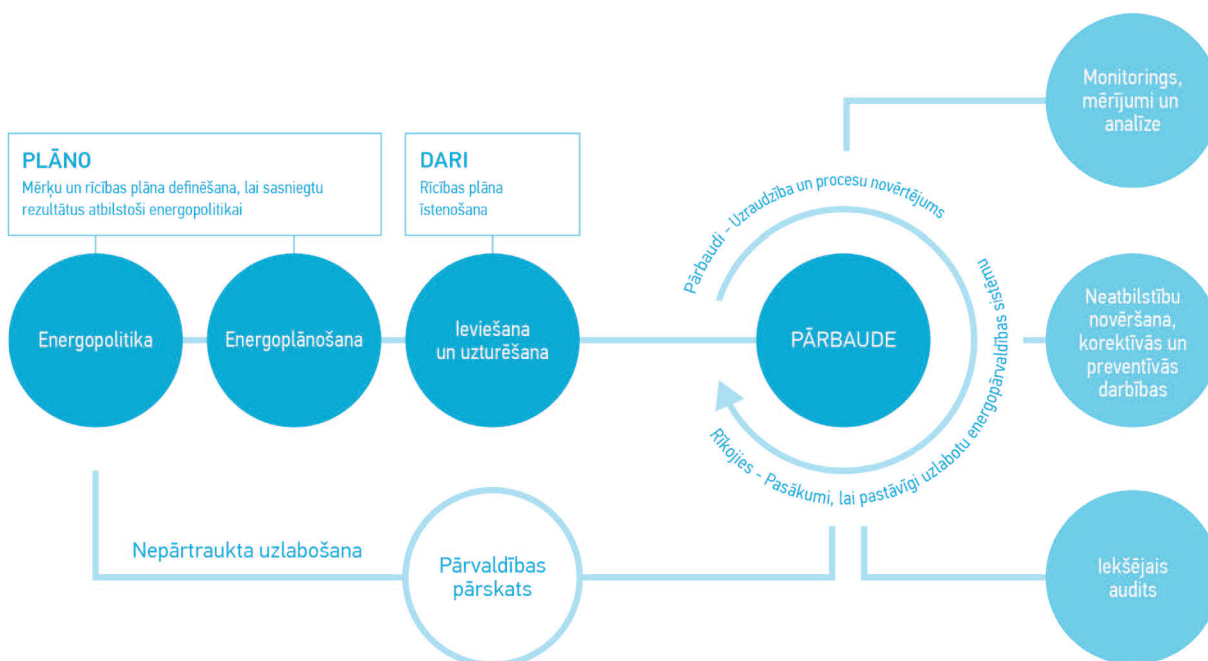 Monitorings,
mērījumi un
analīze
PLĀNO
Mērķu un rīcības plāna definēšana, lai sasniegtu
rezultātus atbilstoši energopolitikai
DARI
Rīcības plāna
īstenošana
Pārbaudi - Uzraudzība un procesu novērtējums
Energopolitika
Energoplānošana
Ieviešana
un uzturēšana
PĀRBAUDE
Neatbilstību
novēršana,
korektīvās un
preventīvās
darbības
Rīkojies - Pasākumi, lai pastāvīgi uzlabotu energopārvaldības sistēmu
Nepārtraukta uzlabošana
Pārvaldības
pārskats
Iekšējais
audits